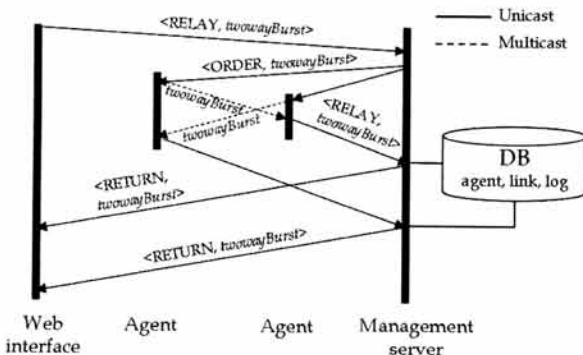 <RELAY, twowayBurst>
Unicast
Multicast
<ORDER, twowayBurst>
twowayBurst
twowayBurst
<RELAY,
twowayBurst>
DB
agent, link, log
<RETURN,
twowayBurst>
<RETURN, twowayBurst>
Web
interface
Agent
Agent
Management
server